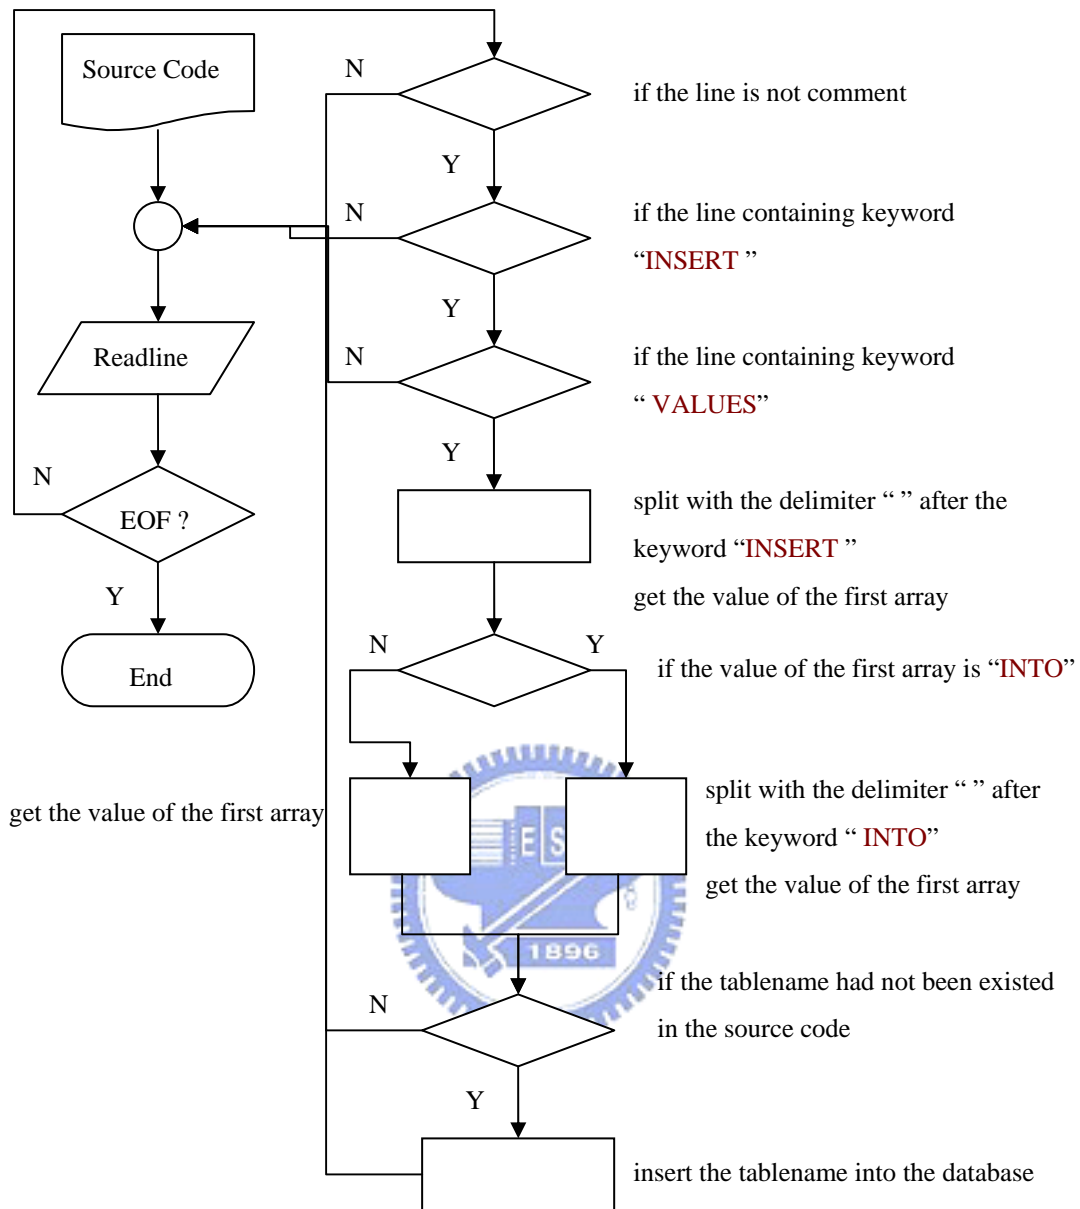 Source Code
N
if the line is not comment
Y
N
if the line containing keyword
“INSERT ”
Y
Readline
N
if the line containing keyword
“ VALUES”
Y
N
EOF ?
split with the delimiter “ ” after the
keyword “INSERT ”
get the value of the first array
Y
End
N
Y
if the value of the first array is “INTO”
get the value of the first array
split with the delimiter “ ” after
the keyword “ INTO”
get the value of the first array
E S
1896
if the tablename had not been existed
in the source code
N
Y
insert the tablename into the database